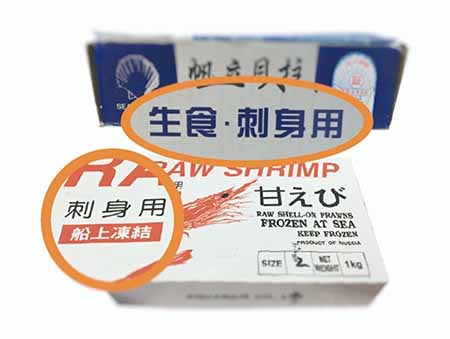 帆立貝柱
生食・刺身用
RAW SHRIMP
刺身用
船上凍結
甘えび
RAW SHELL-ON PRAWNS
FROZEN AT SEA
KEEP FROZEN
PRODUCT OF RUSSIA
SIZE 2 NET WEIGHT 1kg